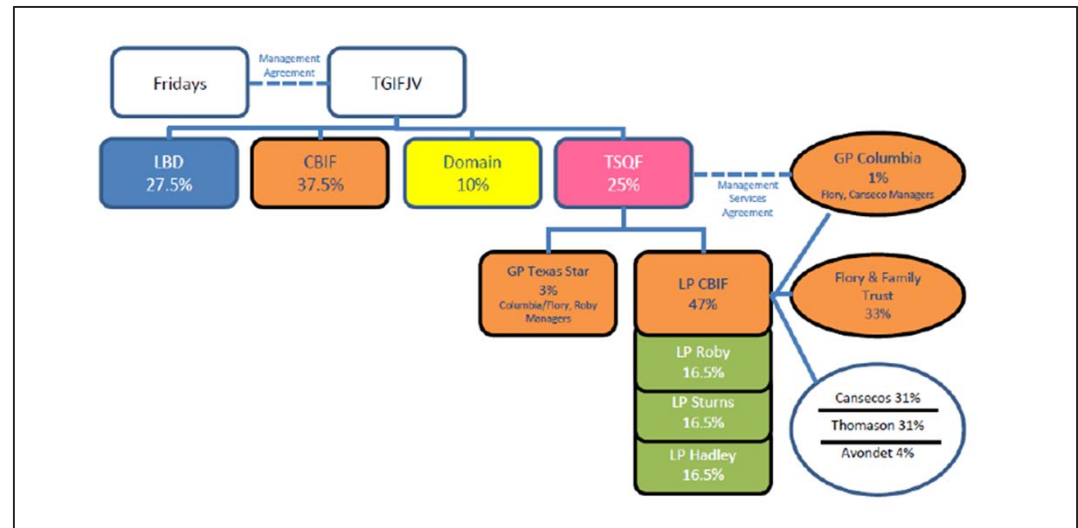 Management
Agreement
Fridays
TGIFJV
LBD
27.5%
CBIF
37.5%
Domain
10%
TSQF
25%
Management
Services
Agreement
GP Columbia
1%
Flory, Canseco Managers
GP Texas Star
3%
Columbia/Flory, Roby
Managers
LP CBIF
47%
Flory & Family
Trust
33%
LP Roby
16.5%
LP Sturns
16.5%
LP Hadley
16.5%
Cansecos 31%
Thomason 31%
Avondet 4%